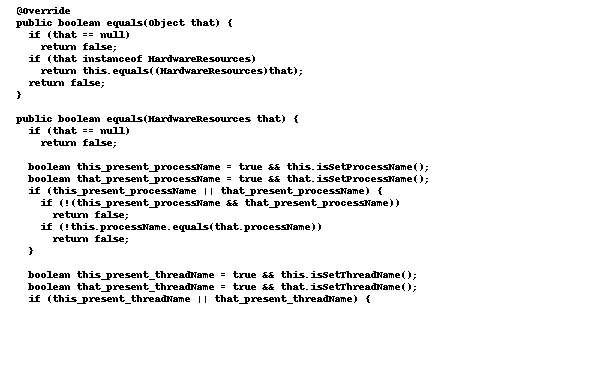 @Override
public boolean equals(Object that) {
  if (that == null)
    return false;
  if (that instanceof HardwareResources)
    return this.equals((HardwareResources)that);
  return false;
}

public boolean equals(HardwareResources that) {
  if (that == null)
    return false;

  boolean this_present_processName = true && this.isSetProcessName();
  boolean that_present_processName = true && that.isSetProcessName();
  if (this_present_processName || that_present_processName) {
    if (!(this_present_processName && that_present_processName))
      return false;
    if (!this.processName.equals(that.processName))
      return false;
  }

  boolean this_present_threadName = true && this.isSetThreadName();
  boolean that_present_threadName = true && that.isSetThreadName();
  if (this_present_threadName || that_present_threadName) {